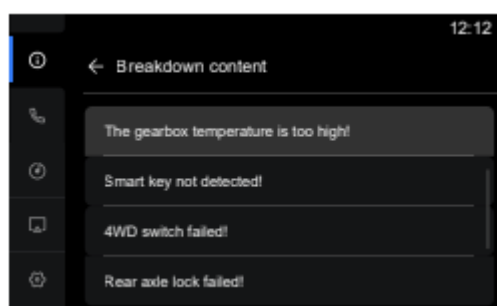 12:12
Breakdown content
The gearbox temperature is too high!
Smart key not detected!
4WD switch failed!
Rear axle lock failed!